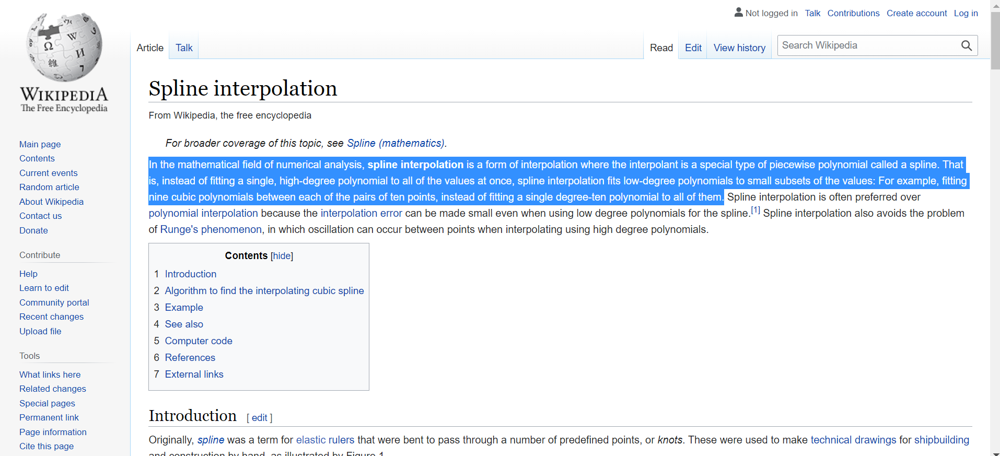 Not logged in Talk Contributions Create account Log in
Article Talk Read Edit View history Search Wikipedia
WIKIPEDIA
The Free Encyclopedia
Main page
Contents
Current events
Random article
About Wikipedia
Contact us
Donate
Contribute
Help
Learn to edit
Community portal
Recent changes
Upload file
Tools
What links here
Related changes
Special pages
Permanent link
Page information
Cite this page
Spline interpolation
From Wikipedia, the free encyclopedia
For broader coverage of this topic, see Spline (mathematics).
In the mathematical field of numerical analysis, spline interpolation is a form of interpolation where the interpolant is a special type of piecewise polynomial called a spline. That
is, instead of fitting a single, high-degree polynomial to all of the values at once, spline interpolation fits low-degree polynomials to small subsets of the values: For example, fitting
nine cubic polynomials between each of the pairs of ten points, instead of fitting a single degree-ten polynomial to all of them. Spline interpolation is often preferred over
polynomial interpolation because the interpolation error can be made small even when using low degree polynomials for the spline.[1] Spline interpolation also avoids the problem
of Runge's phenomenon, in which oscillation can occur between points when interpolating using high degree polynomials.
Contents [hide]
1 Introduction
2 Algorithm to find the interpolating cubic spline
3 Example
4 See also
5 Computer code
6 References
7 External links
Introduction [ edit ]
Originally, spline was a term for elastic rulers that were bent to pass through a number of predefined points, or knots. These were used to make technical drawings for shipbuilding
and construction by hand, as illustrated by Figure 1.